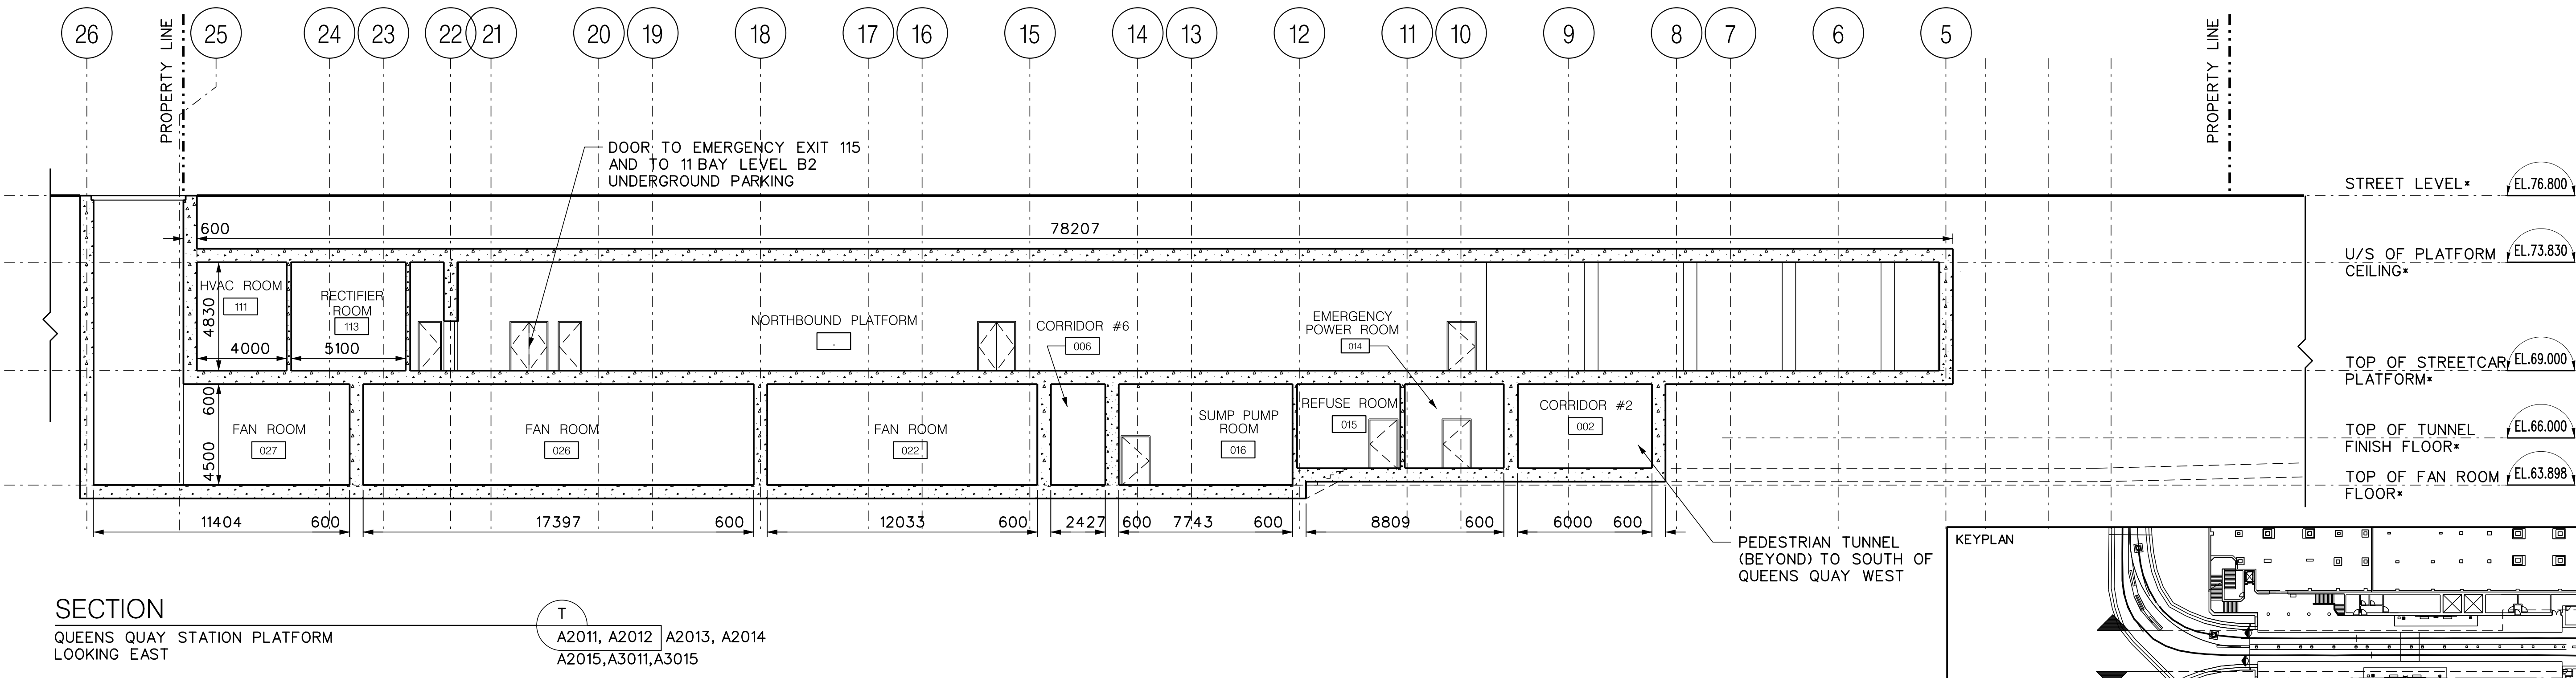 26
25
24
23
22
21
20
19
18
17
16
15
14
13
12
11
10
9
8
7
6
5
PROPERTY LINE
PROPERTY LINE
DOOR TO EMERGENCY EXIT 115
AND TO 11 BAY LEVEL B2
UNDERGROUND PARKING
STREET LEVEL*
EL.76.800
600
78207
U/S OF PLATFORM
CEILING*
EL.73.830
HVAC ROOM
111
4830
4000
RECTIFIER
ROOM
113
5100
NORTHBOUND PLATFORM
.
CORRIDOR #6
006
EMERGENCY
POWER ROOM
014
TOP OF STREETCAR
PLATFORM*
EL.69.000
600
4500
FAN ROOM
027
FAN ROOM
026
FAN ROOM
022
SUMP PUMP
ROOM
016
REFUSE ROOM
015
CORRIDOR #2
002
TOP OF TUNNEL
FINISH FLOOR*
EL.66.000
TOP OF FAN ROOM
FLOOR*
EL.63.898
11404
600
17397
600
12033
600
2427
600
7743
600
8809
600
6000
600
PEDESTRIAN TUNNEL
(BEYOND) TO SOUTH OF
QUEENS QUAY WEST
KEYPLAN
SECTION
QUEENS QUAY STATION PLATFORM
LOOKING EAST
T
A2011, A2012 A2013, A2014
A2015,A3011,A3015